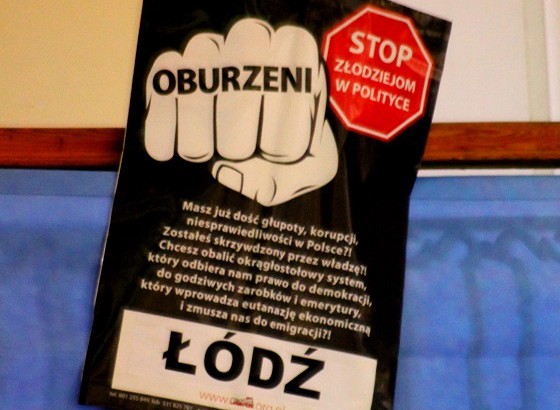 OBURZENI
STOP
ZŁODZIEJOM
W POLITYCE
Masz już dość głupoty, korupcji,
niesprawiedliwości w Polsce?!
Zostałeś skrzywdzony przez władzę?!
Chcesz obalić okrągłostołowy system,
który odbiera nam prawo do demokracji,
do godziwych zarobków i emerytury,
który wprowadza eutanazję ekonomiczną
i zmusza nas do emigracji?!
ŁÓDŹ